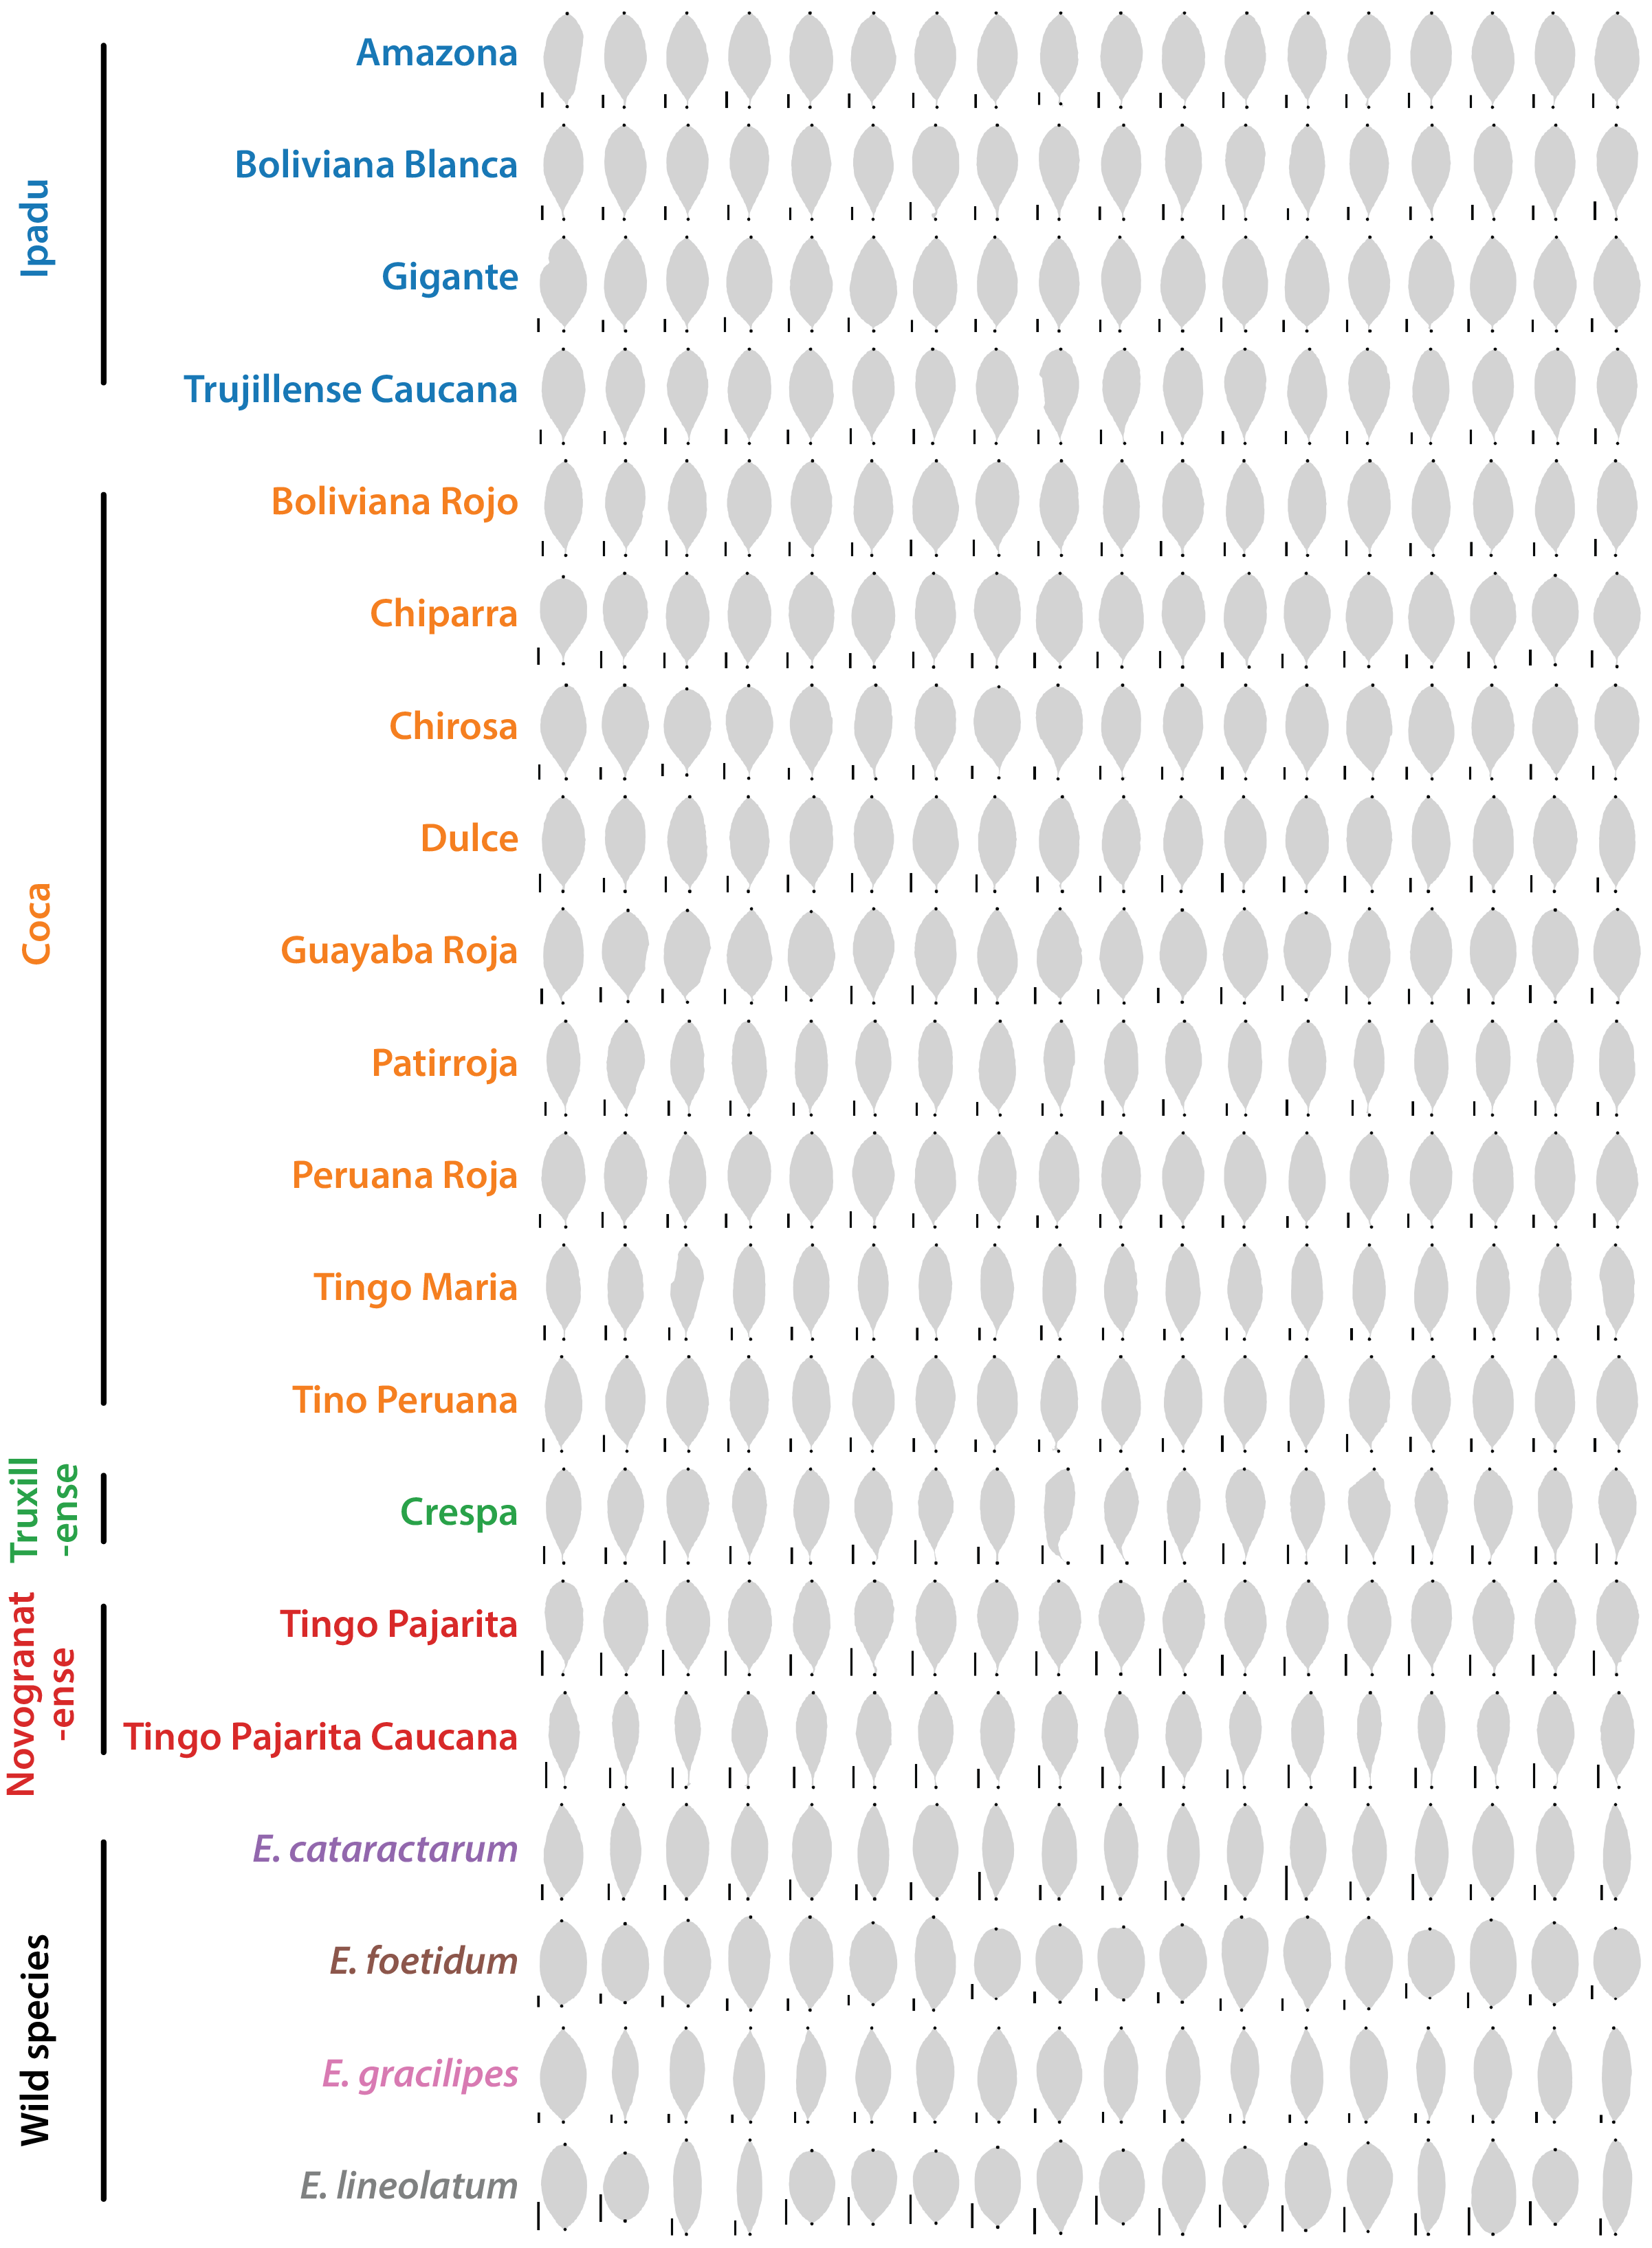 Ipadu
Amazona
Boliviana Blanca
Gigante
Trujillense Caucana
Coca
Boliviana Rojo
Chiparra
Chirosa
Dulce
Guayaba Roja
Patirroja
Peruana Roja
Tingo Maria
Tino Peruana
Truxill
-ense
Crespa
Novogranat
-ense
Tingo Pajarita
Tingo Pajarita Caucana
Wild species
E. cataractarum
E. foetidum
E. gracilipes
E. lineolatum